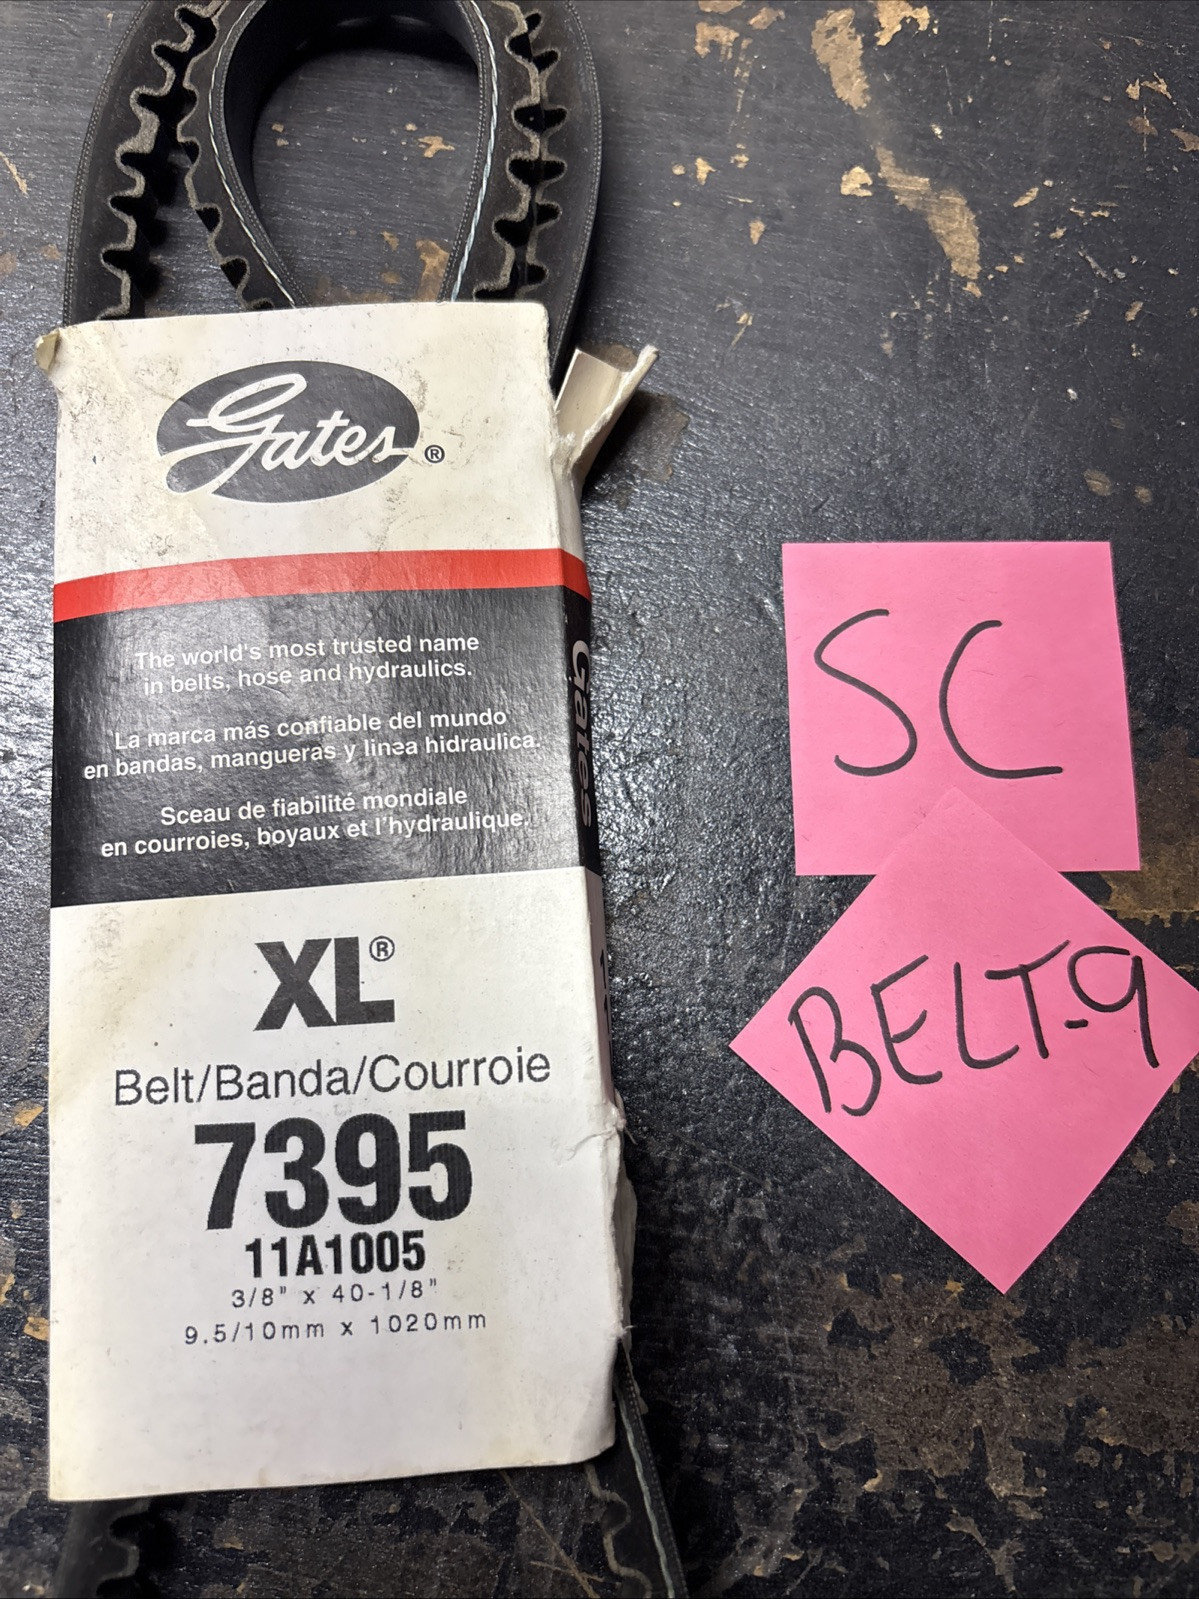 Gates®
The world's most trusted name
in belts, hose and hydraulics.
La marca más confiable del mundo
en bandas, mangueras y linea hidraulica.
Sceau de fiabilité mondiale
en courroies, boyaux et l'hydraulique.
XL®
Belt/Banda/Courroie
7395
11A1005
3/8" x 40-1/8"
9.5/10mm x 1020mm
Gates
SC
BELT-9